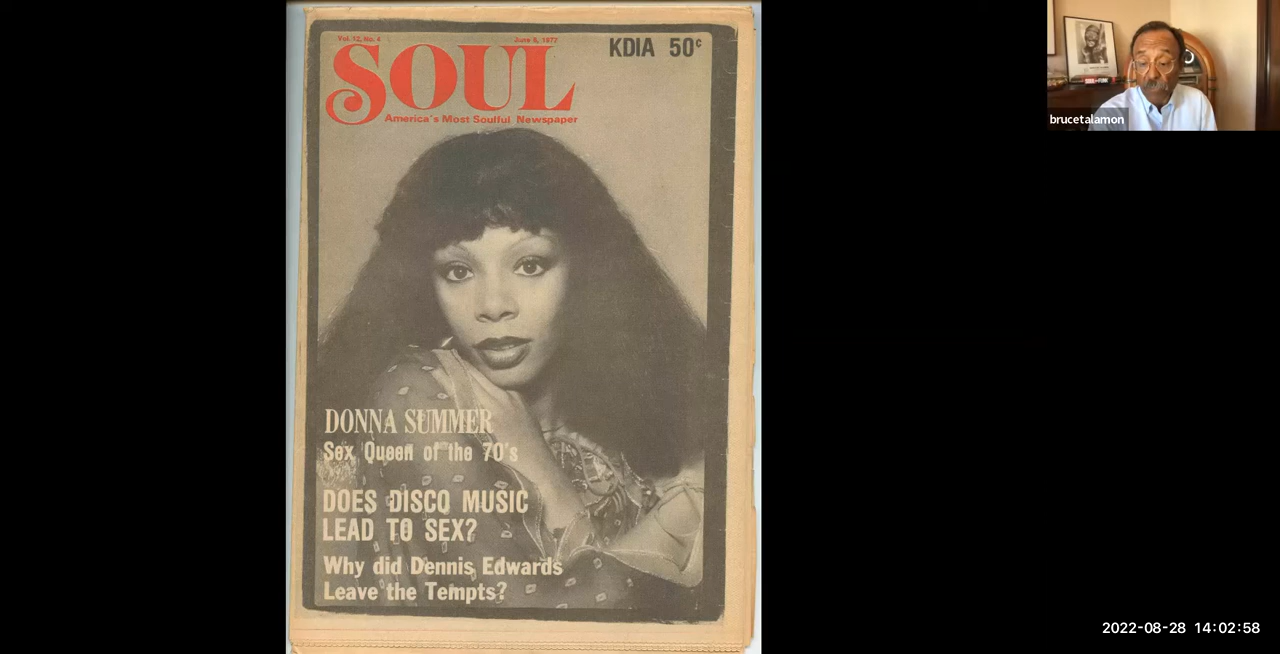 Vol. 12, No. 4
June 6, 1977
KDIA 50¢
SOUL
America's Most Soulful Newspaper
DONNA SUMMER
Sex Queen of the 70's
DOES DISCO MUSIC
LEAD TO SEX?
Why did Dennis Edwards
Leave the Tempts?
brucetalamon
2022-08-28 14:02:58